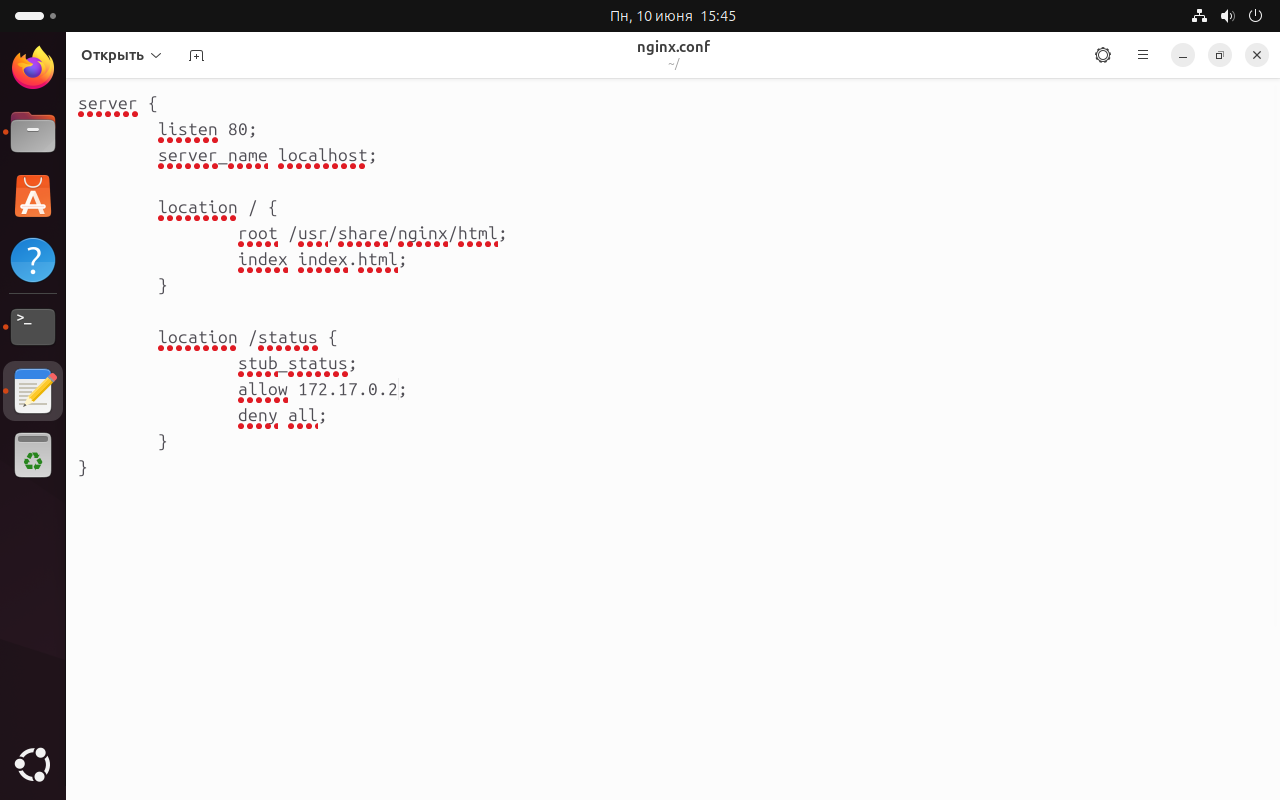 Пн, 10 июня 15:45
Открыть
nginx.conf
~/
server {
listen 80;
server_name localhost;
location / {
root /usr/share/nginx/html;
index index.html;
}
location /status {
stub_status;
allow 172.17.0.2;
deny all;
}
}